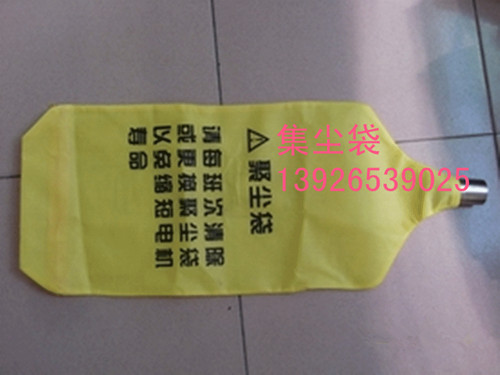 集尘袋
13926539025
⚠ 聚尘袋
请每班次清除
或更换聚尘袋
以免缩短电机
寿命